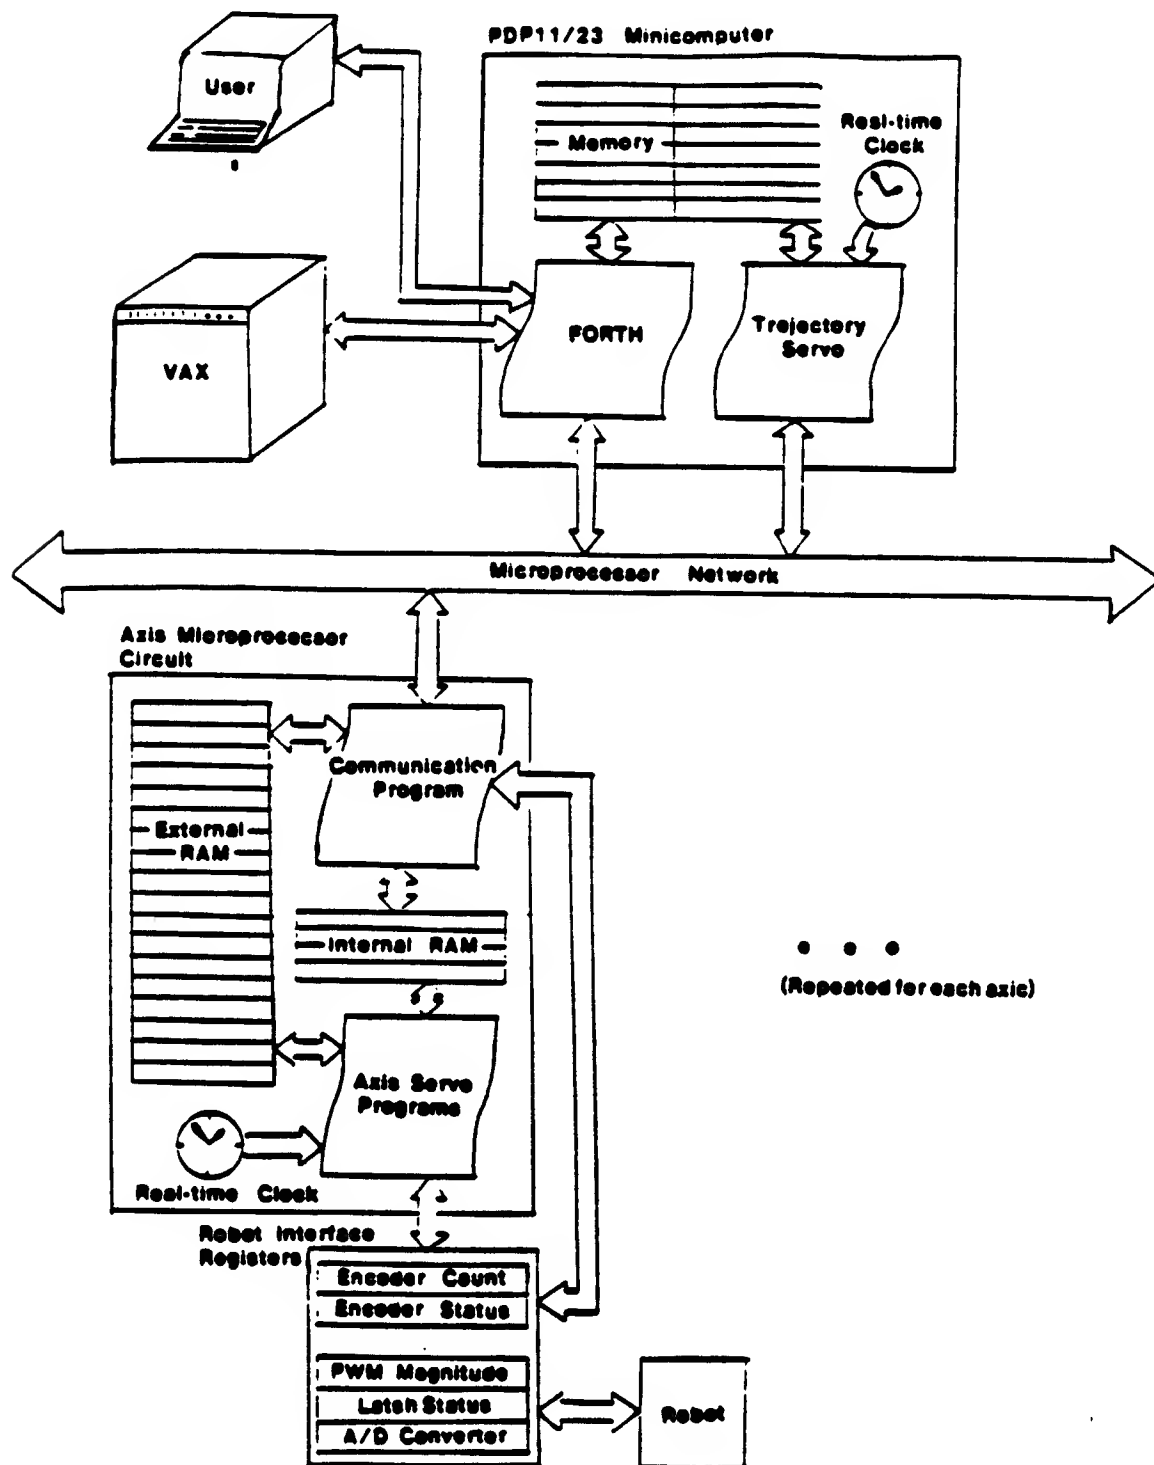 PDP11/23 Minicomputer
User
Memory
Real-time
Clock
FORTH
Trajectory
Servo
VAX
Microprocessor Network
Axis Microprocessor
Circuit
Communication
Program
External
RAM
Internal RAM
(Repeated for each axis)
Axis Servo
Programs
Real-time Clock
Robot Interface
Registers
Encoder Count
Encoder Status
PWM Magnitude
Latch Status
A/D Converter
Robot